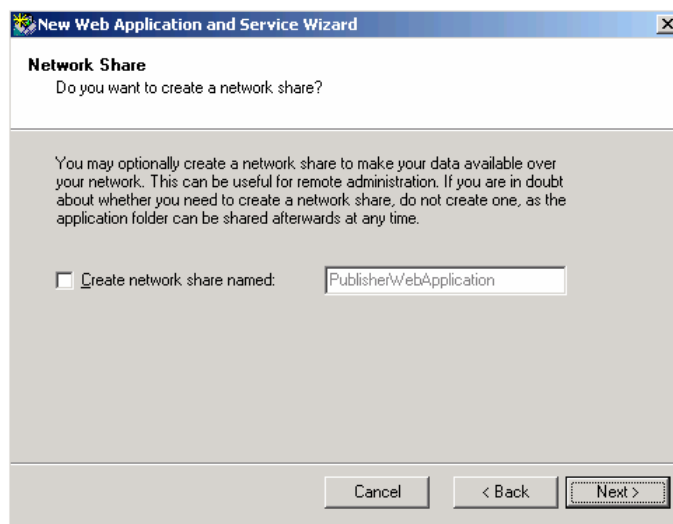 New Web Application and Service Wizard
Network Share
Do you want to create a network share?
You may optionally create a network share to make your data available over
your network. This can be useful for remote administration. If you are in doubt
about whether you need to create a network share, do not create one, as the
application folder can be shared afterwards at any time.
Create network share named: PublisherWebApplication
Cancel < Back Next >